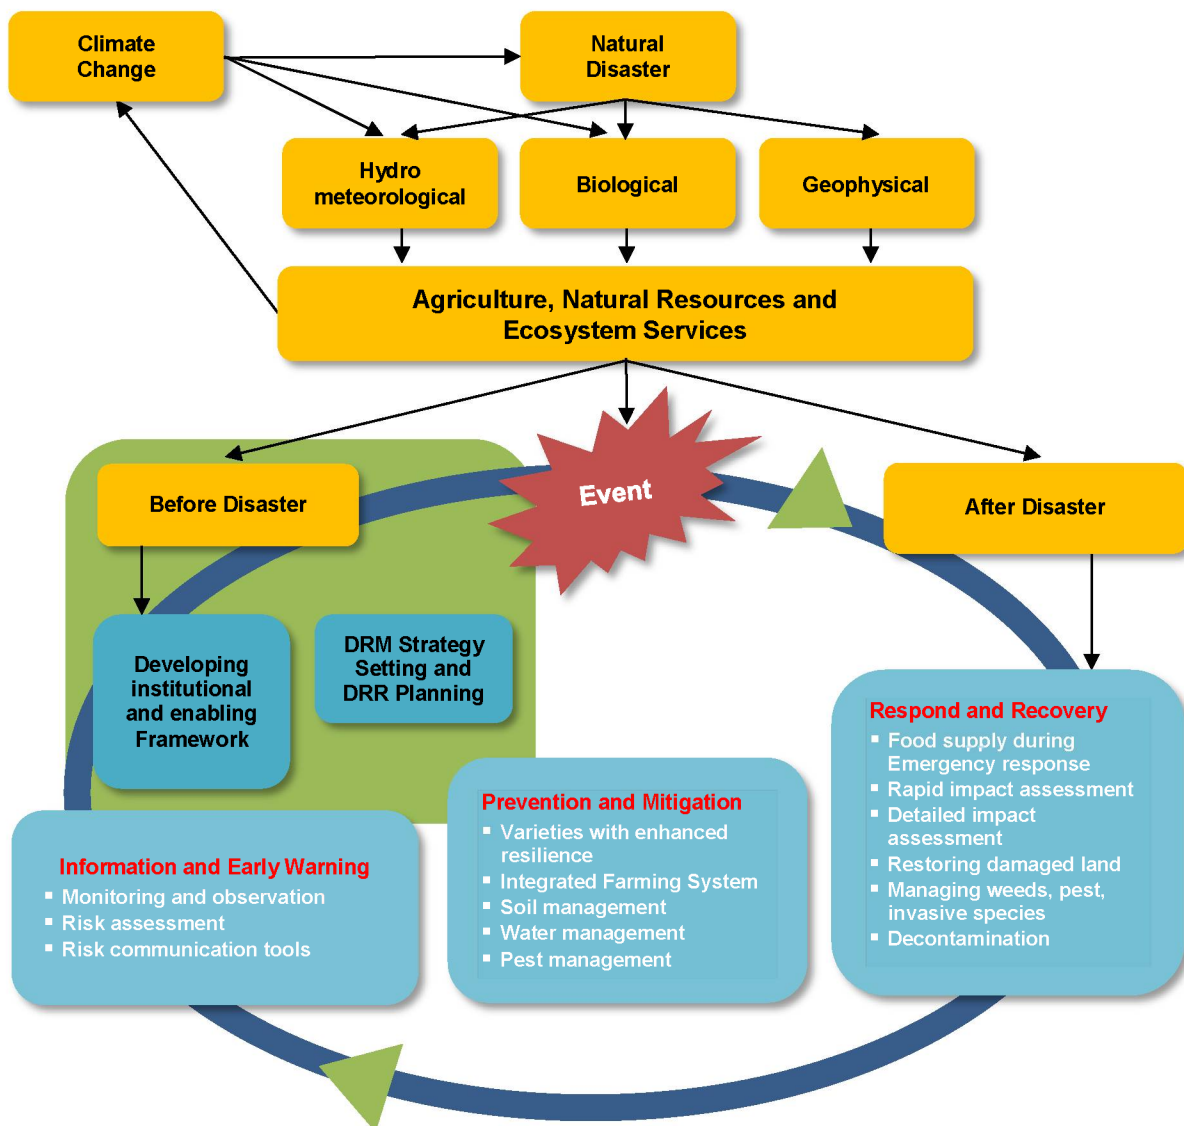 Climate
Change
Natural
Disaster
Hydro
meteorological
Biological
Geophysical
Agriculture, Natural Resources and
Ecosystem Services
Event
Before Disaster
After Disaster
Developing
institutional
and enabling
Framework
DRM Strategy
Setting and
DRR Planning
Information and Early Warning
▪ Monitoring and observation
▪ Risk assessment
▪ Risk communication tools
Prevention and Mitigation
▪ Varieties with enhanced
resilience
▪ Integrated Farming System
▪ Soil management
▪ Water management
▪ Pest management
Respond and Recovery
▪ Food supply during
Emergency response
▪ Rapid impact assessment
▪ Detailed impact
assessment
▪ Restoring damaged land
▪ Managing weeds, pest,
invasive species
▪ Decontamination